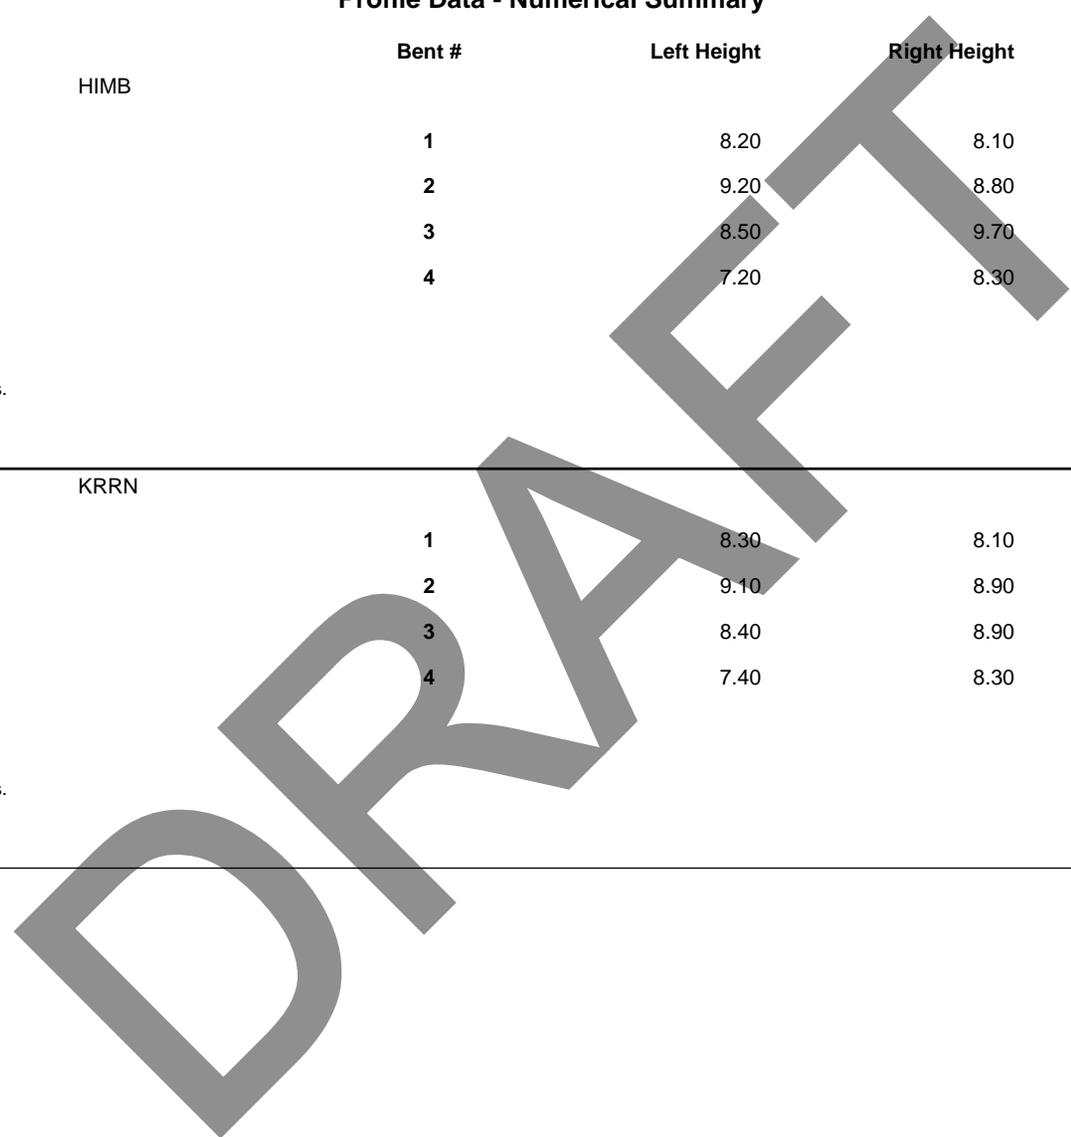 Profile Data - Numerical Summary
Bent # Left Height Right Height
HIMB
1 8.20 8.10
2 9.20 8.80
3 8.50 9.70
4 7.20 8.30
s.
KRRN
1 8.30 8.10
2 9.10 8.90
3 8.40 8.90
4 7.40 8.30
s.
DRAFT